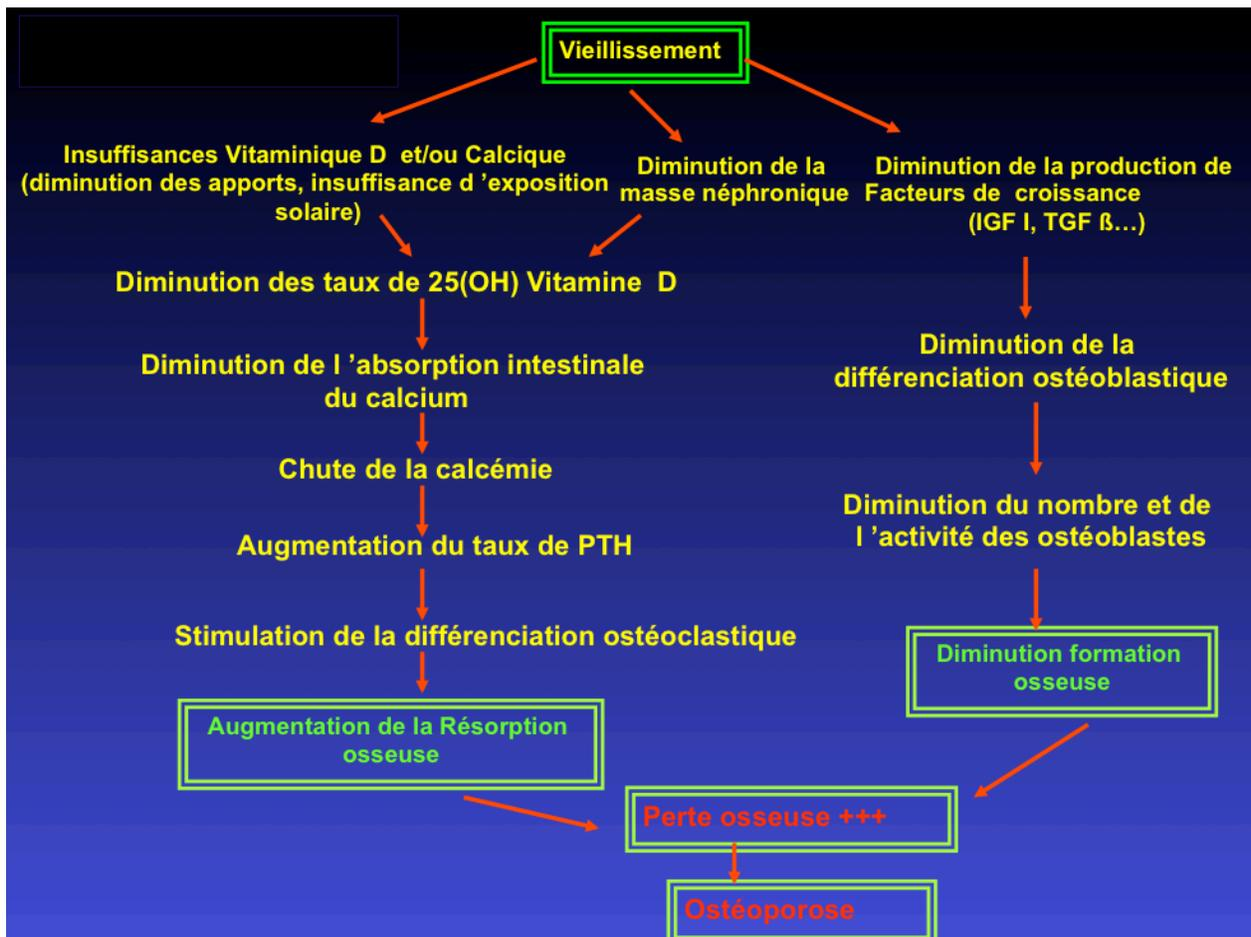 Vieillissement
Insuffisances Vitaminique D et/ou Calcique
(diminution des apports, insuffisance d ’exposition
solaire)
Diminution de la
masse néphronique
Diminution de la production de
Facteurs de croissance
(IGF I, TGF ß...)
Diminution des taux de 25(OH) Vitamine D
Diminution de l ’absorption intestinale
du calcium
Chute de la calcémie
Augmentation du taux de PTH
Stimulation de la différenciation ostéoclastique
Augmentation de la Résorption
osseuse
Diminution de la
différenciation ostéoblastique
Diminution du nombre et de
l ’activité des ostéoblastes
Diminution formation
osseuse
Perte osseuse +++
Ostéoporose